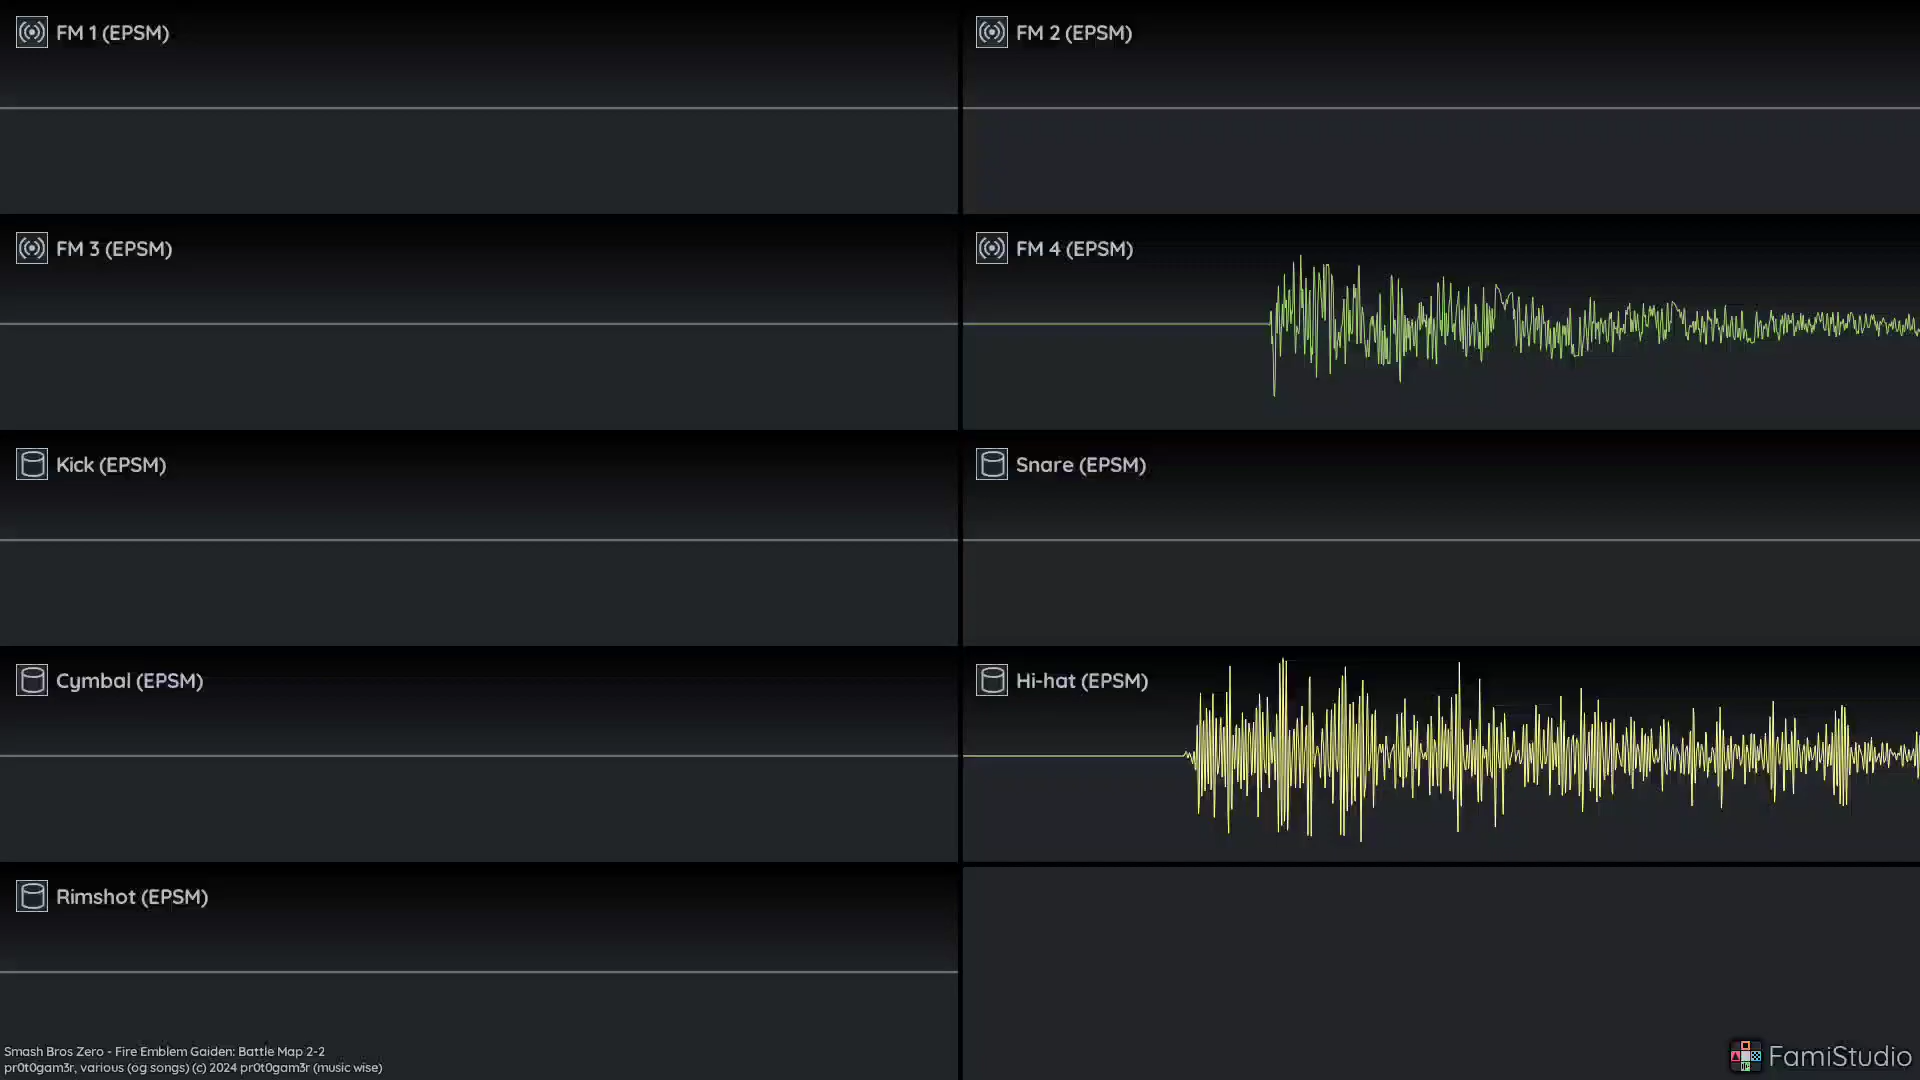 FM 1 (EPSM)
FM 2 (EPSM)
FM 3 (EPSM)
FM 4 (EPSM)
Kick (EPSM)
Snare (EPSM)
Cymbal (EPSM)
Hi-hat (EPSM)
Rimshot (EPSM)
Smash Bros Zero - Fire Emblem Gaiden: Battle Map 2-2
pr0t0gam3r, various (og songs) (c) 2024 pr0t0gam3r (music wise)
FamiStudio